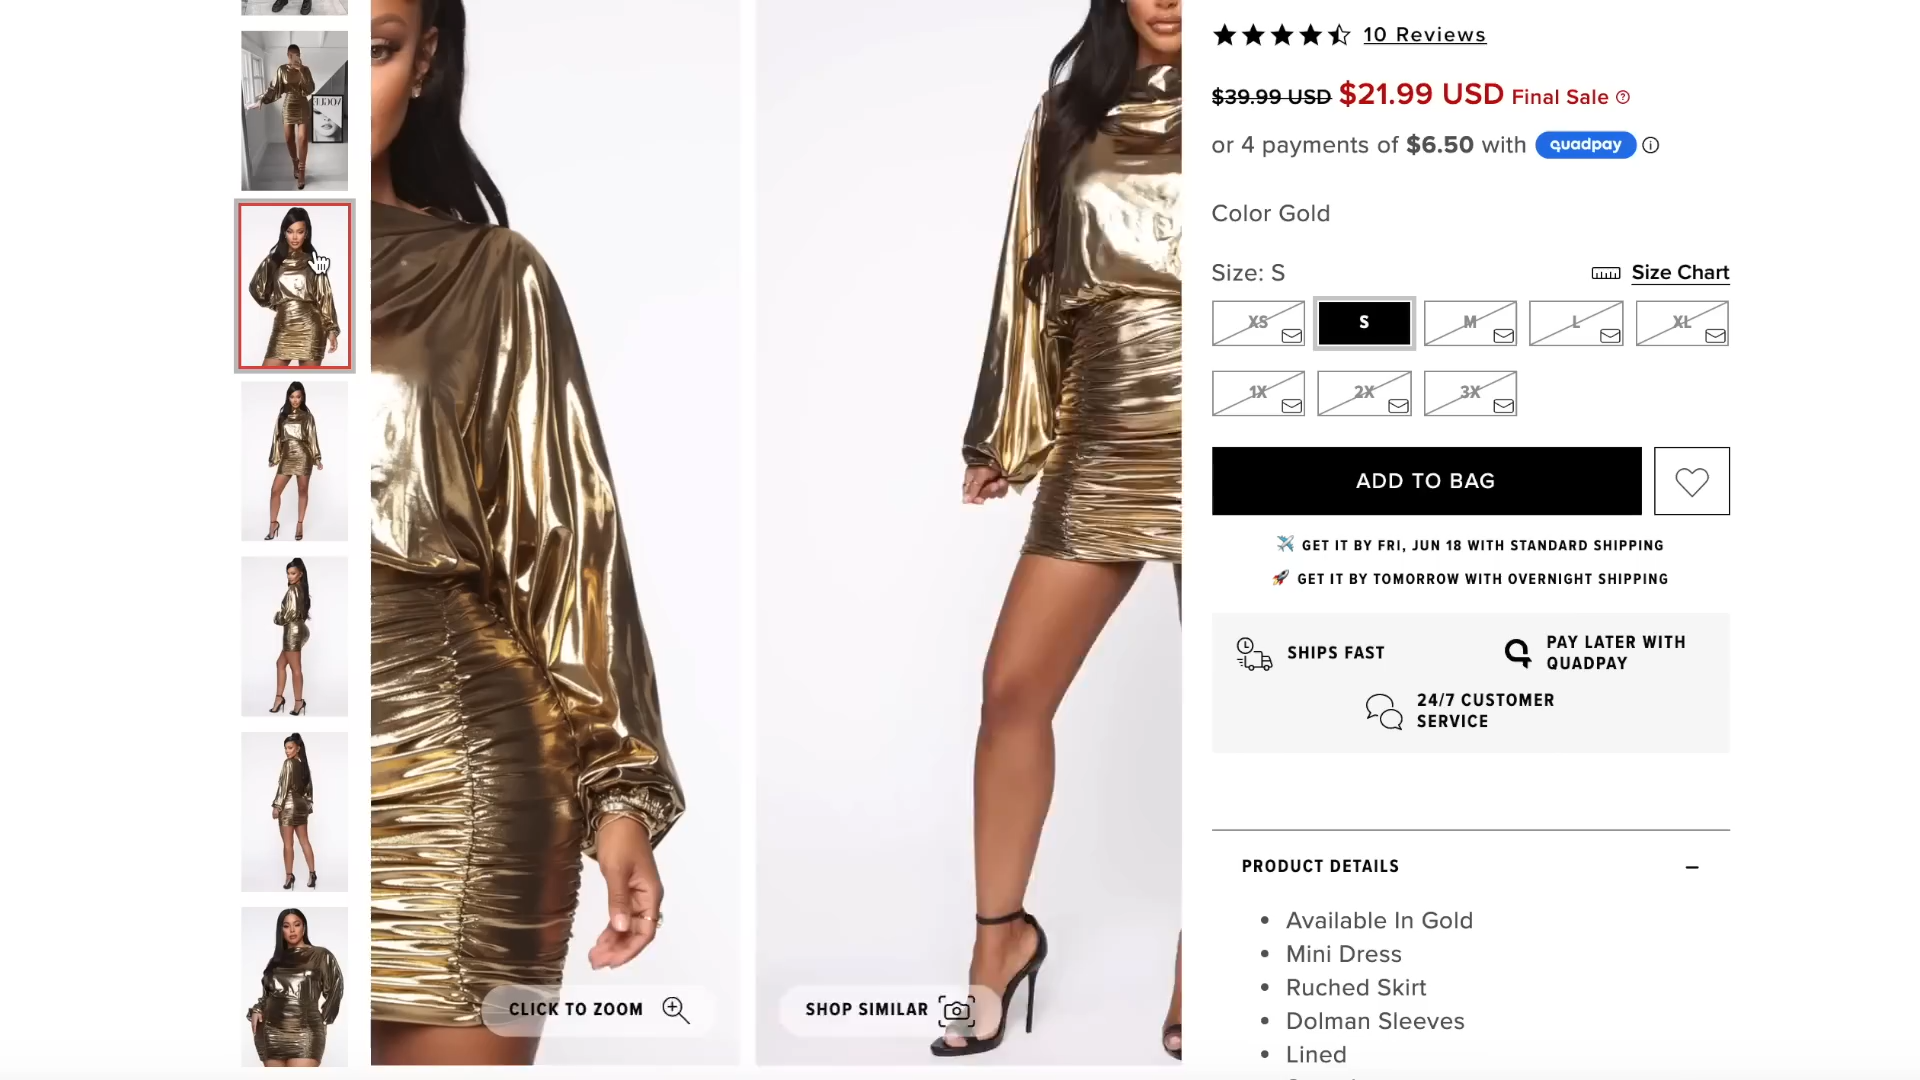 VOGUE
10 Reviews
$39.99 USD $21.99 USD Final Sale
or 4 payments of $6.50 with quadpay
Color Gold
Size: S
Size Chart
XS
S
M
L
XL
1X
2X
3X
ADD TO BAG
GET IT BY FRI, JUN 18 WITH STANDARD SHIPPING
GET IT BY TOMORROW WITH OVERNIGHT SHIPPING
SHIPS FAST
PAY LATER WITH
QUADPAY
24/7 CUSTOMER
SERVICE
PRODUCT DETAILS
• Available In Gold
• Mini Dress
• Ruched Skirt
• Dolman Sleeves
• Lined
CLICK TO ZOOM
SHOP SIMILAR